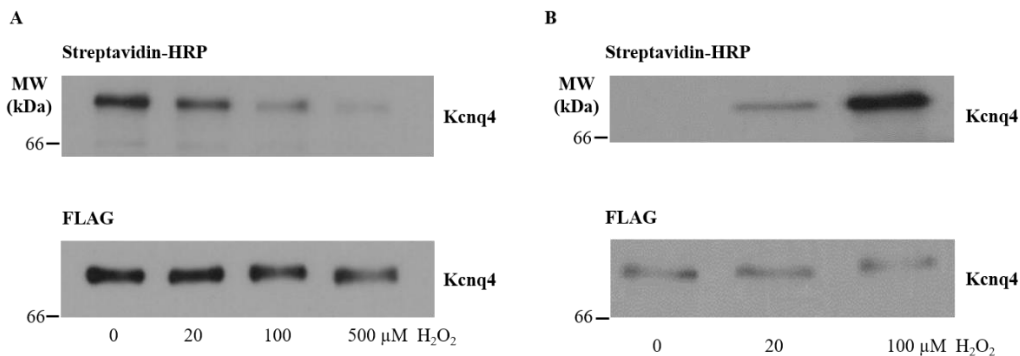 A
Streptavidin-HRP
MW
(kDa)
Kcnq4
66
FLAG
Kcnq4
66
0 20 100 500 µM H₂O₂
B
Streptavidin-HRP
MW
(kDa)
Kcnq4
66
FLAG
Kcnq4
66
0 20 100 µM H₂O₂